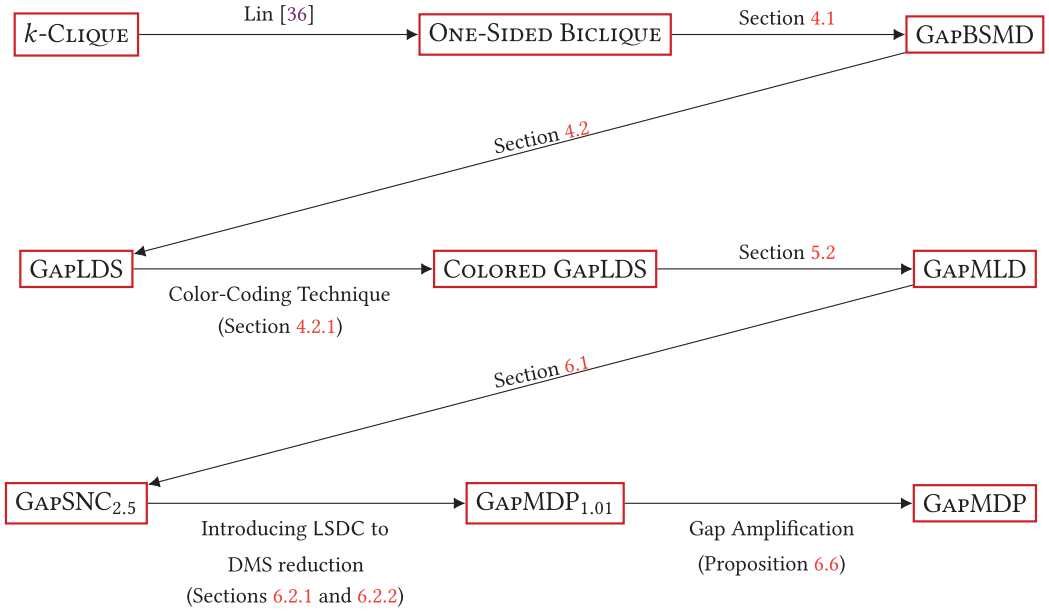 k-Clique
Lin [36]
One-Sided Biclique
Section 4.1
GapBSMD
Section 4.2
GapLDS
Color-Coding Technique
(Section 4.2.1)
Colored GapLDS
Section 5.2
GapMLD
Section 6.1
GapSNC2.5
Introducing LSDC to
DMS reduction
(Sections 6.2.1 and 6.2.2)
GapMDP1.01
Gap Amplification
(Proposition 6.6)
GapMDP